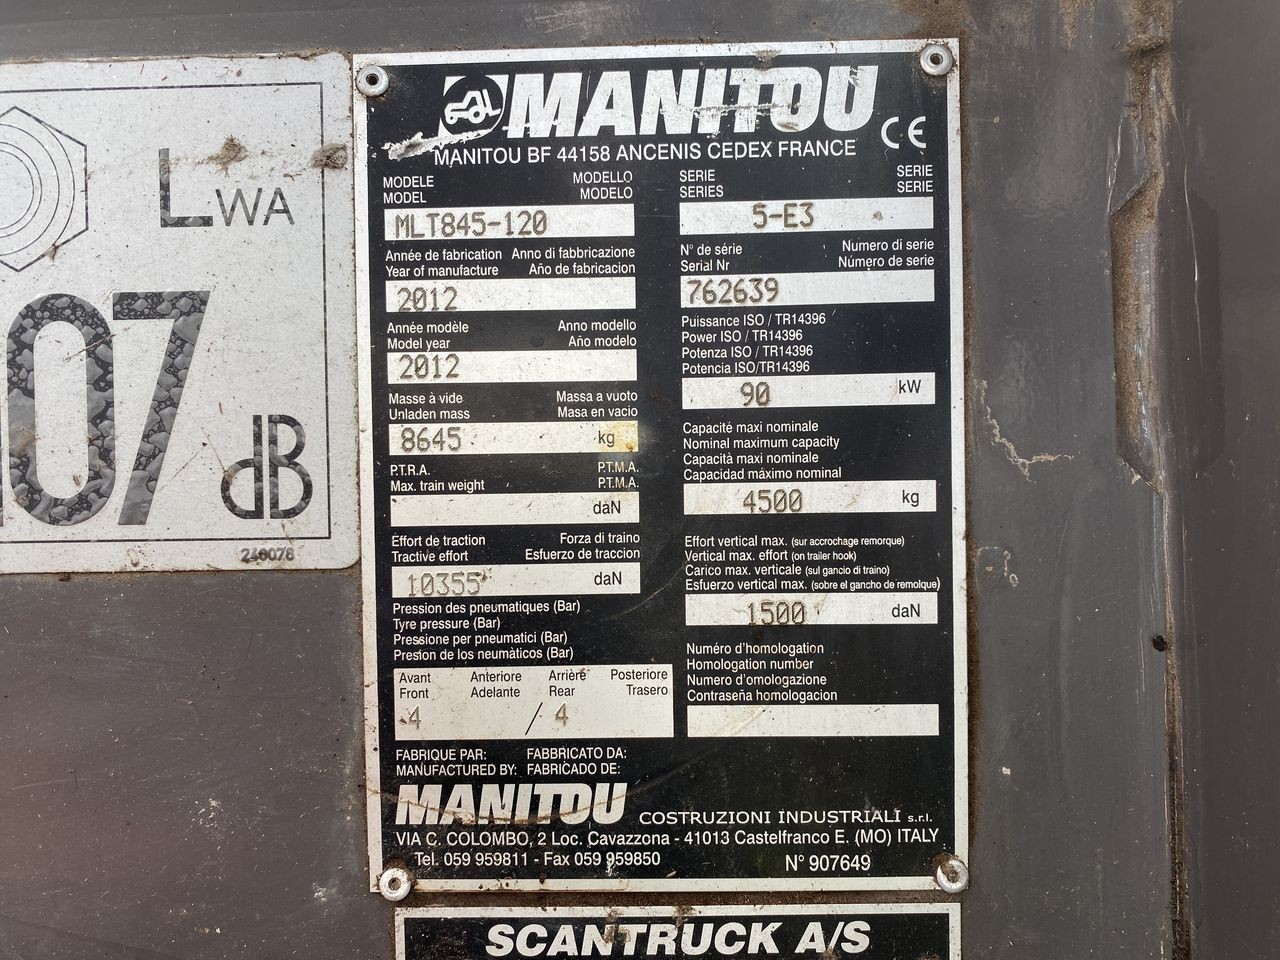 LWA
107
dB
240078
MANITOU
CE
MANITOU BF 44158 ANCENIS CEDEX FRANCE
MODELE MODELLO
MODEL MODELO
MLT845-120
SERIE SERIE
SERIES SERIE
5-E3
Année de fabrication Anno di fabbricazione
Year of manufacture Año de fabricacion
2012
N° de série Numero di serie
Serial Nr Número de serie
762639
Année modèle Anno modello
Model year Año modelo
2012
Puissance ISO / TR14396
Power ISO / TR14396
Potenza ISO / TR14396
Potencia ISO/TR14396
90 kW
Masse à vide Massa a vuoto
Unladen mass Masa en vacio
8645 kg
Capacité maxi nominale
Nominal maximum capacity
Capacità maxi nominale
Capacidad máximo nominal
4500 kg
P.T.R.A. P.T.M.A.
Max. train weight P.T.M.A.
daN
Effort de traction Forza di traino
Tractive effort Esfuerzo de traccion
10355 daN
Effort vertical max. (sur accrochage remorque)
Vertical max. effort (on trailer hook)
Carico max. verticale (sul gancio di traino)
Esfuerzo vertical max. (sobre el gancho de remolque)
1500 daN
Pression des pneumatiques (Bar)
Tyre pressure (Bar)
Pressione per pneumatici (Bar)
Presion de los neumàticos (Bar)
Avant Anteriore Arrière Posteriore
Front Adelante Rear Trasero
4 / 4
Numéro d'homologation
Homologation number
Numero d'omologazione
Contraseña homologacion
FABRIQUE PAR: FABBRICATO DA:
MANUFACTURED BY: FABRICADO DE:
MANITOU COSTRUZIONI INDUSTRIALI s.r.l.
VIA C. COLOMBO, 2 Loc. Cavazzona - 41013 Castelfranco E. (MO) ITALY
Tel. 059 959811 - Fax 059 959850 N° 907649
SCANTRUCK A/S